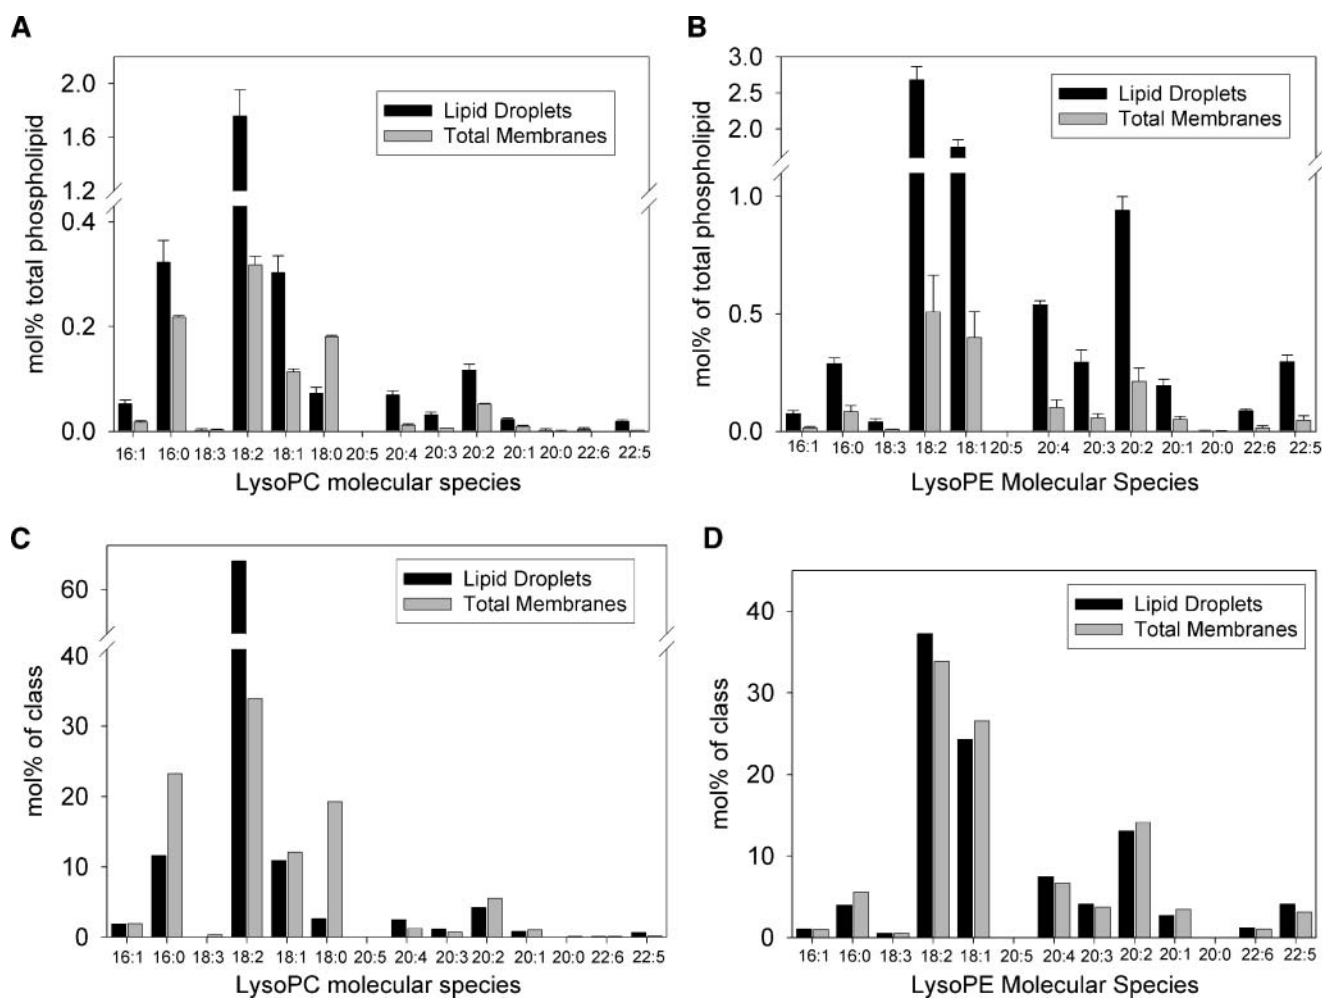 A
mol% total phospholipid
2.0
1.6
1.2
0.4
0.2
0.0
Lipid Droplets
Total Membranes
16:1 16:0 18:3 18:2 18:1 18:0 20:5 20:4 20:3 20:2 20:1 20:0 22:6 22:5
LysoPC molecular species
B
mol% of total phospholipid
3.0
2.5
2.0
1.0
0.5
0.0
Lipid Droplets
Total Membranes
16:1 16:0 18:3 18:2 18:1 20:5 20:4 20:3 20:2 20:1 20:0 22:6 22:5
LysoPE Molecular Species
C
mol% of class
60
40
30
20
10
0
Lipid Droplets
Total Membranes
16:1 16:0 18:3 18:2 18:1 18:0 20:5 20:4 20:3 20:2 20:1 20:0 22:6 22:5
LysoPC molecular species
D
mol% of class
40
30
20
10
0
Lipid Droplets
Total Membranes
16:1 16:0 18:3 18:2 18:1 20:5 20:4 20:3 20:2 20:1 20:0 22:6 22:5
LysoPE Molecular Species